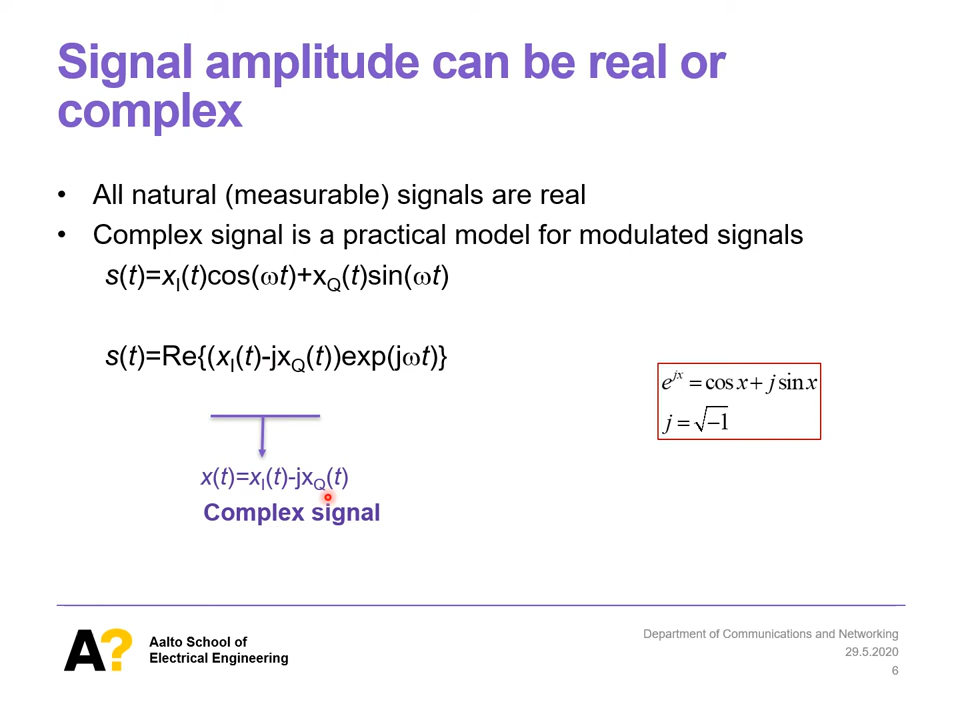 Signal amplitude can be real or
complex
• All natural (measurable) signals are real
• Complex signal is a practical model for modulated signals
s(t)=xI(t)cos(ωt)+xQ(t)sin(ωt)
s(t)=Re{(xI(t)-jxQ(t))exp(jωt)}
e^jx = cos x + j sin x
j = √−1
x(t)=xI(t)-jxQ(t)
Complex signal
A?
Aalto School of
Electrical Engineering
Department of Communications and Networking
29.5.2020
6